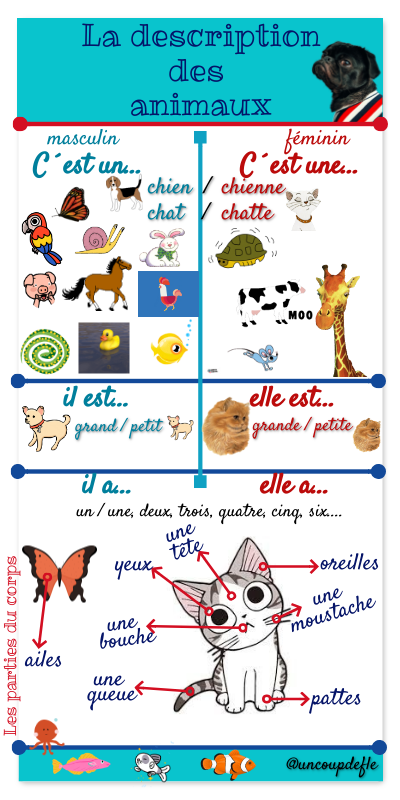 La description
des
animaux
masculin
féminin
C´est un...
C´est une...
chien / chienne
chat / chatte
MOO
il est...
elle est...
grand / petit
grande / petite
il a...
elle a...
un / une, deux, trois, quatre, cinq, six....
une
tête
yeux
oreilles
une
moustache
une
bouche
ailes
une
queue
pattes
Les parties du corps
@uncoupdefle